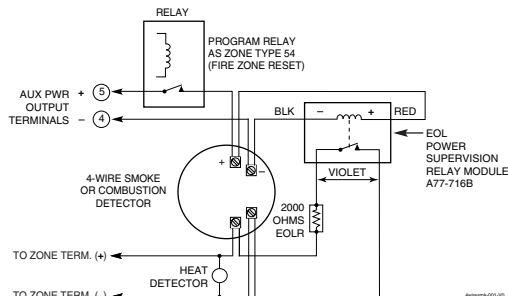 RELAY
PROGRAM RELAY
AS ZONE TYPE 54
(FIRE ZONE RESET)
AUX PWR + 5
OUTPUT
TERMINALS – 4
BLK – + RED
EOL
POWER
SUPERVISION
RELAY MODULE
A77-716B
+ –
VIOLET
4-WIRE SMOKE
OR COMBUSTION
DETECTOR
2000
OHMS
EOLR
TO ZONE TERM. (+)
HEAT
DETECTOR
TO ZONE TERM. (–)